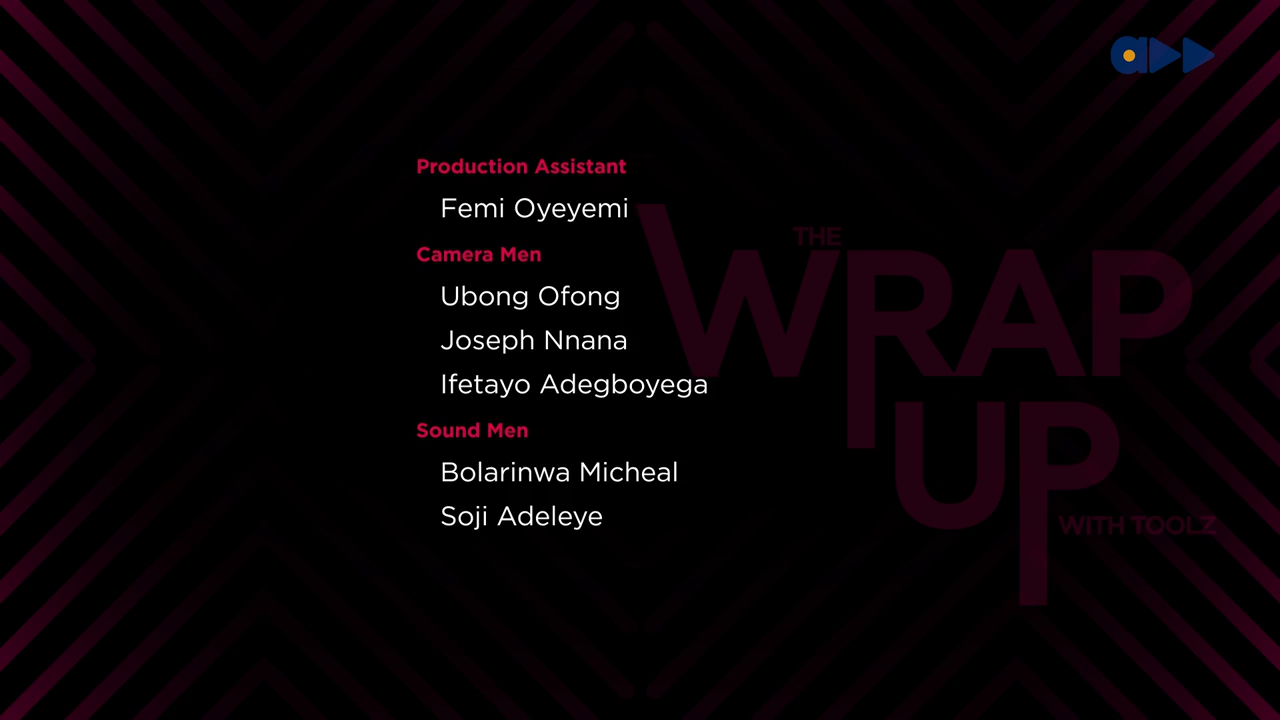 Production Assistant
Femi Oyeyemi
Camera Men
Ubong Ofong
Joseph Nnana
Ifetayo Adegboyega
Sound Men
Bolarinwa Micheal
Soji Adeleye
THE
WRAP
UP
WITH TOOLZ